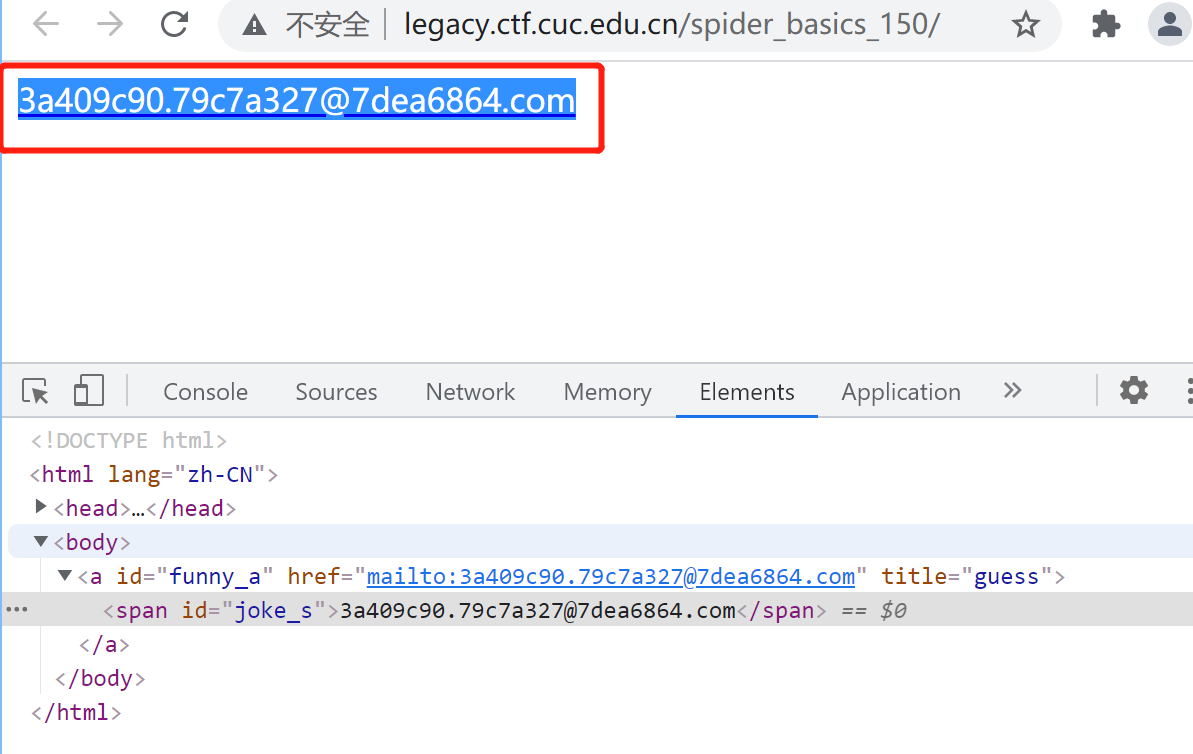 不安全 legacy.ctf.cuc.edu.cn/spider_basics_150/
3a409c90.79c7a327@7dea6864.com
Console Sources Network Memory Elements Application »
<!DOCTYPE html>
<html lang="zh-CN">
<head>…</head>
<body>
<a id="funny_a" href="mailto:3a409c90.79c7a327@7dea6864.com" title="guess">
<span id="joke_s">3a409c90.79c7a327@7dea6864.com</span> == $0
</a>
</body>
</html>